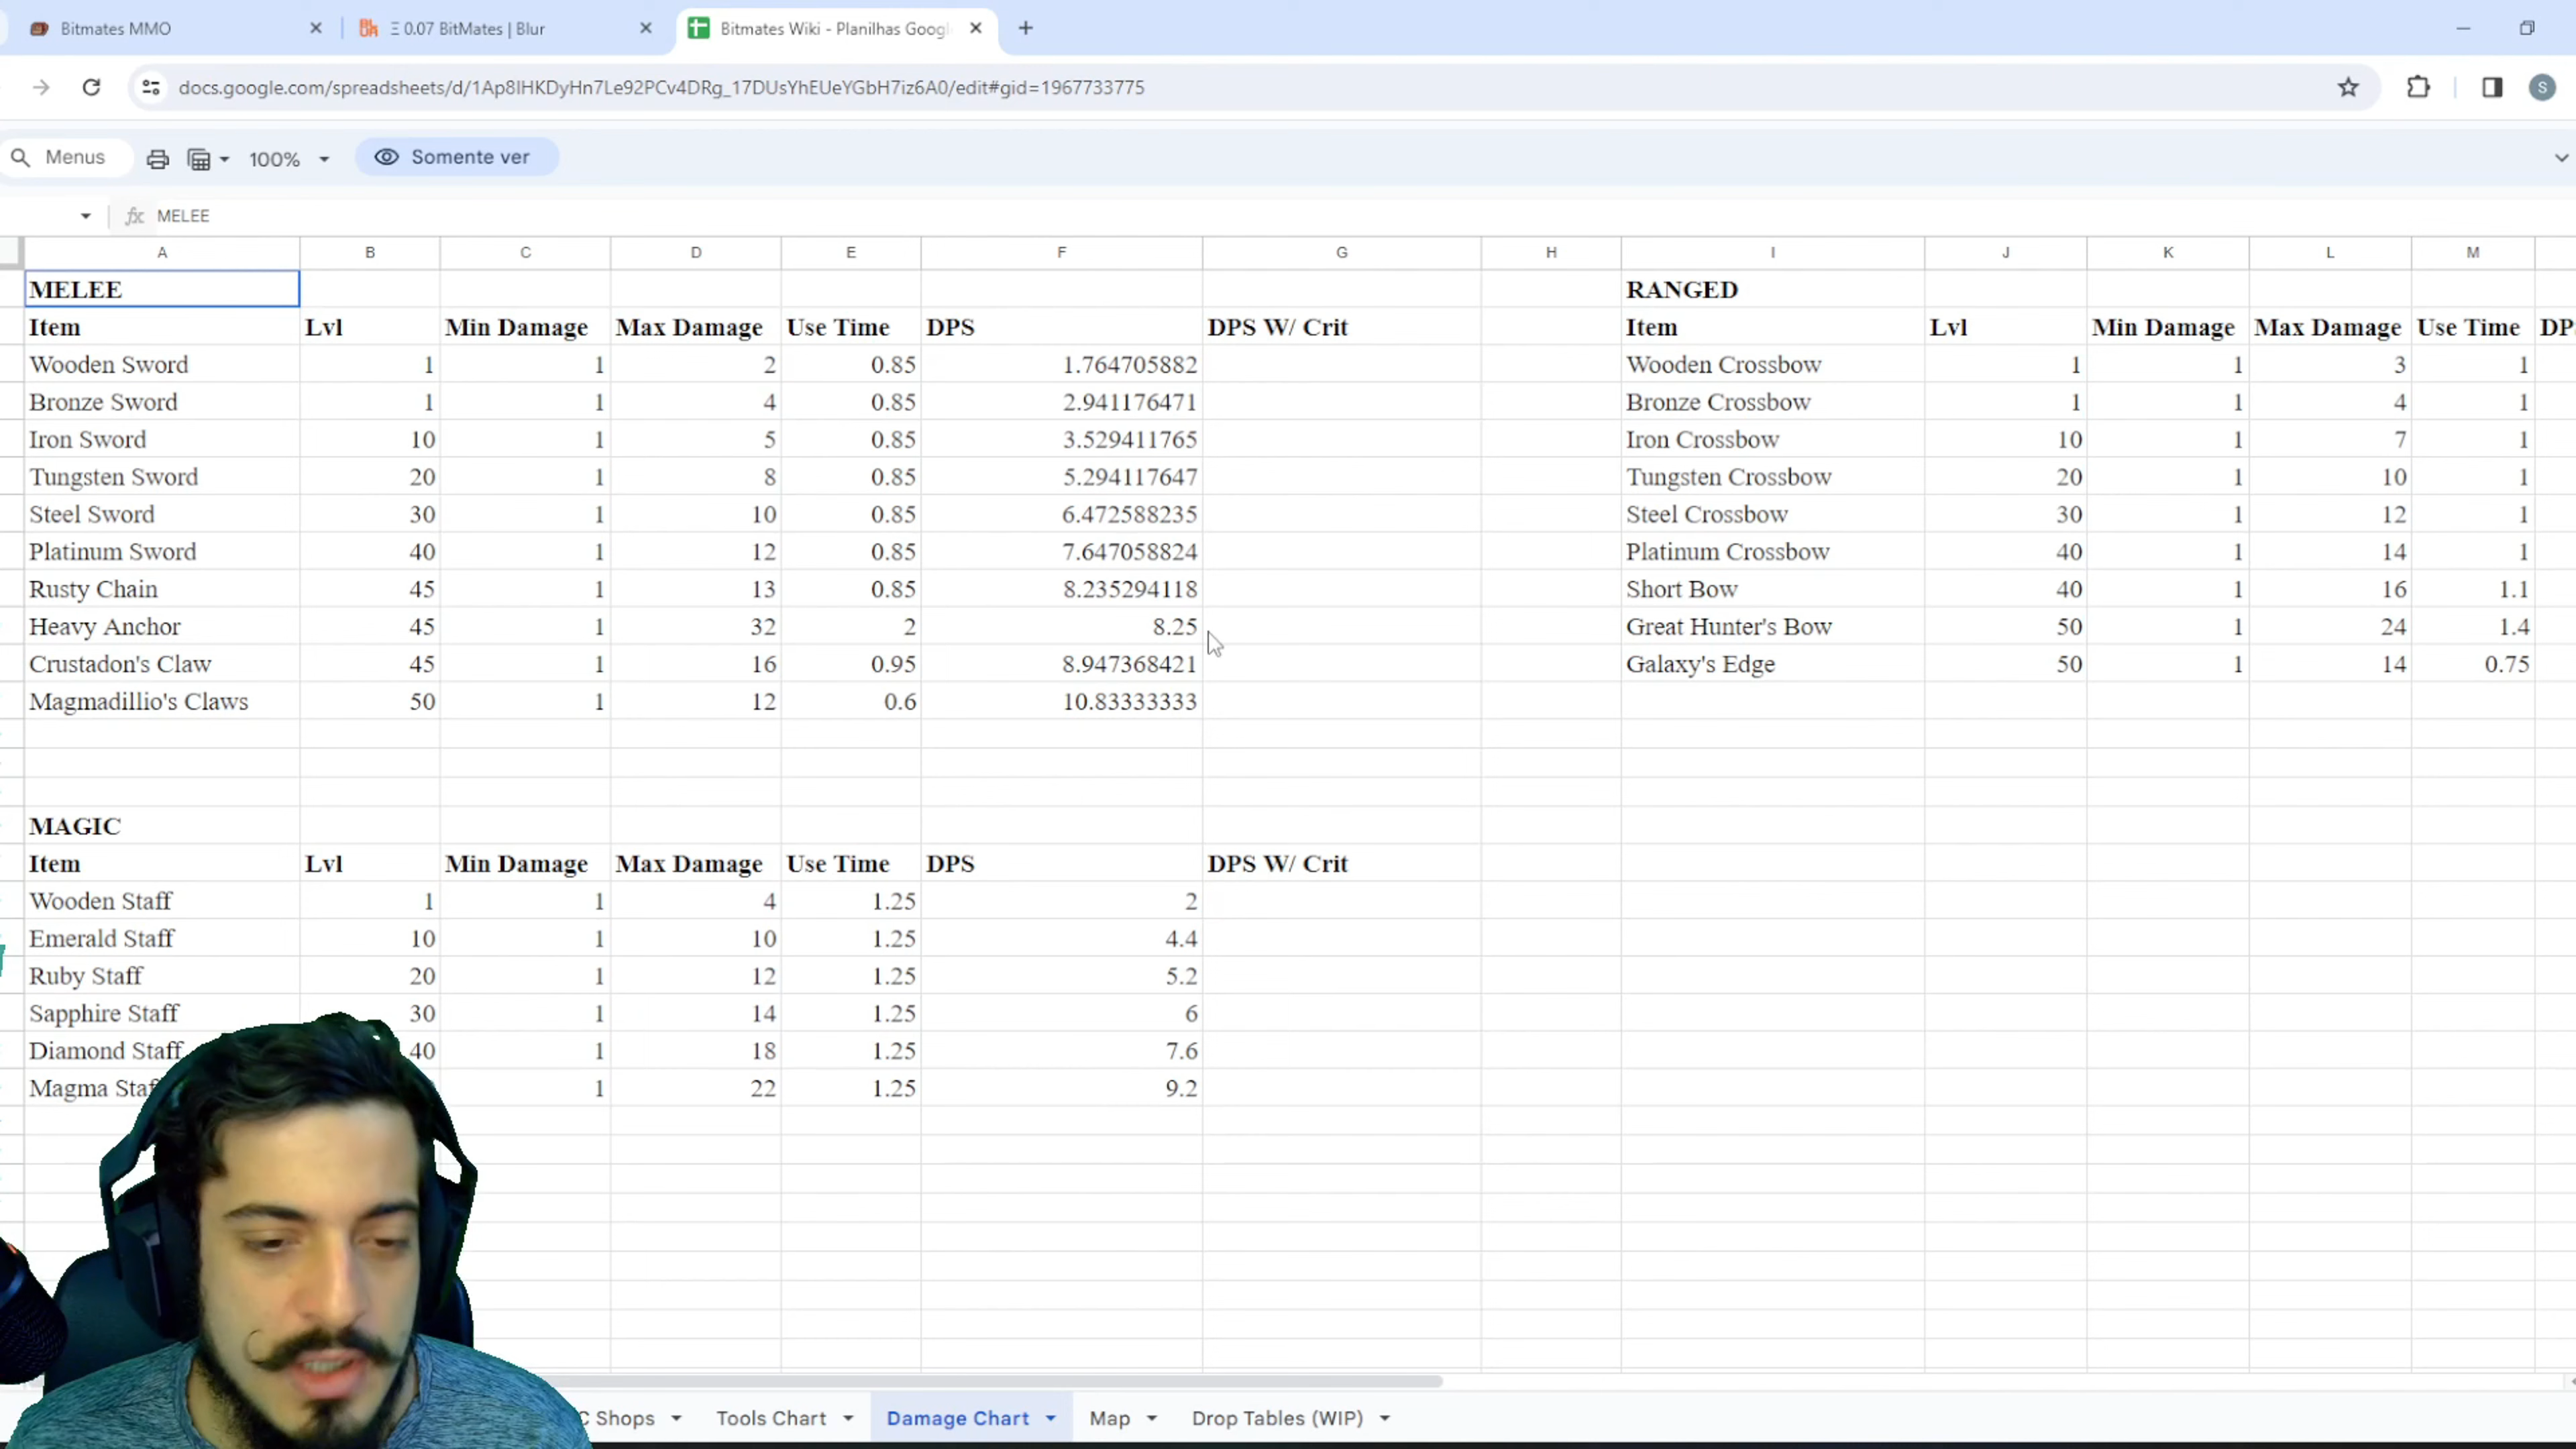 Bitmates MMO
Ξ 0.07 BitMates | Blur
Bitmates Wiki - Planilhas Googl
docs.google.com/spreadsheets/d/1Ap8IHKDyHn7Le92PCv4DRg_17DUsYhEUeYGbH7iz6A0/edit#gid=1967733775
S
Menus 100% Somente ver
fx MELEE
A B C D E F G H I J K L M
MELEE RANGED
Item Lvl Min Damage Max Damage Use Time DPS DPS W/ Crit Item Lvl Min Damage Max Damage Use Time DP
Wooden Sword 1 1 2 0.85 1.764705882 Wooden Crossbow 1 1 3 1
Bronze Sword 1 1 4 0.85 2.941176471 Bronze Crossbow 1 1 4 1
Iron Sword 10 1 5 0.85 3.529411765 Iron Crossbow 10 1 7 1
Tungsten Sword 20 1 8 0.85 5.294117647 Tungsten Crossbow 20 1 10 1
Steel Sword 30 1 10 0.85 6.472588235 Steel Crossbow 30 1 12 1
Platinum Sword 40 1 12 0.85 7.647058824 Platinum Crossbow 40 1 14 1
Rusty Chain 45 1 13 0.85 8.235294118 Short Bow 40 1 16 1.1
Heavy Anchor 45 1 32 2 8.25 Great Hunter's Bow 50 1 24 1.4
Crustadon's Claw 45 1 16 0.95 8.947368421 Galaxy's Edge 50 1 14 0.75
Magmadillio's Claws 50 1 12 0.6 10.83333333
MAGIC
Item Lvl Min Damage Max Damage Use Time DPS DPS W/ Crit
Wooden Staff 1 1 4 1.25 2
Emerald Staff 10 1 10 1.25 4.4
Ruby Staff 20 1 12 1.25 5.2
Sapphire Staff 30 1 14 1.25 6
Diamond Staff 40 1 18 1.25 7.6
Magma Staf 1 22 1.25 9.2
C Shops Tools Chart Damage Chart Map Drop Tables (WIP)